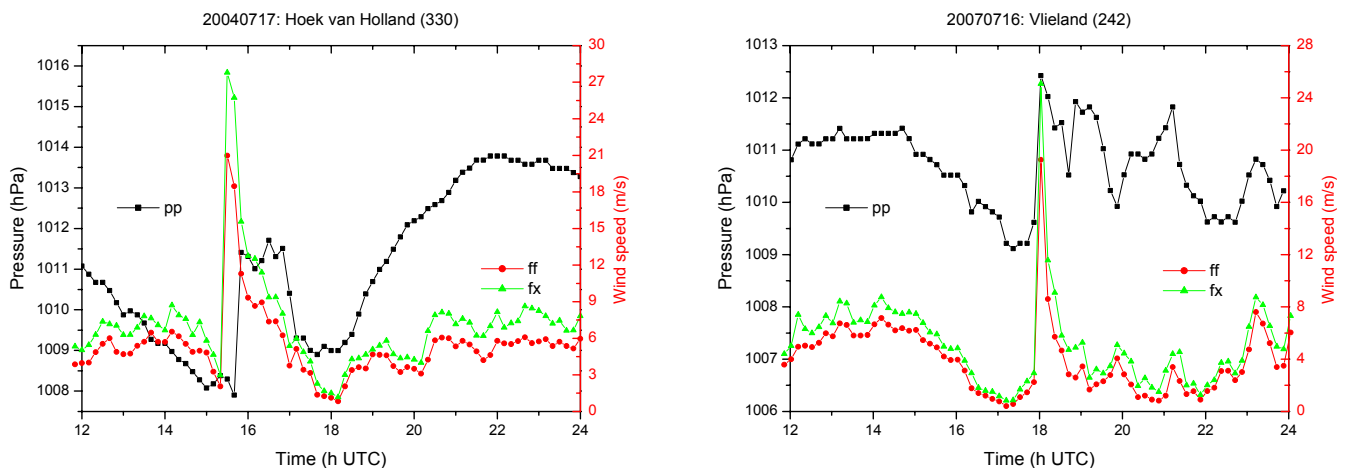 20040717: Hoek van Holland (330)
1016
1015
1014
1013
1012
1011
1010
1009
1008
Pressure (hPa)
pp
ff
fx
30
27
24
21
18
15
12
9
6
3
0
Wind speed (m/s)
12 14 16 18 20 22 24
Time (h UTC)
20070716: Vlieland (242)
1013
1012
1011
1010
1009
1008
1007
1006
Pressure (hPa)
pp
ff
fx
28
24
20
16
12
8
4
0
Wind speed (m/s)
12 14 16 18 20 22 24
Time (h UTC)